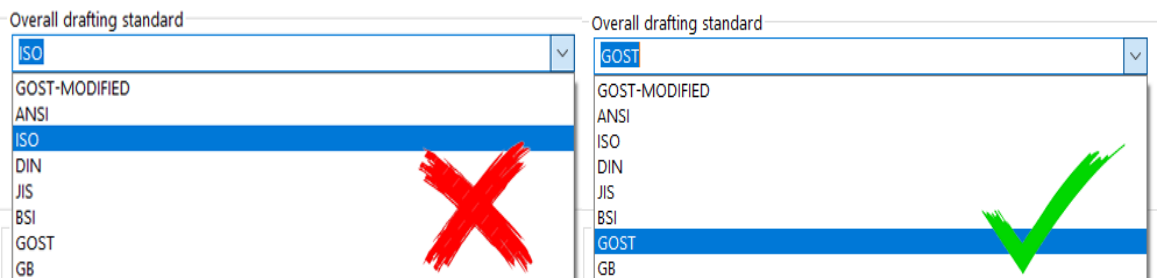 Overall drafting standard
ISO
GOST-MODIFIED
ANSI
ISO
DIN
JIS
BSI
GOST
GB
Overall drafting standard
GOST
GOST-MODIFIED
ANSI
ISO
DIN
JIS
BSI
GOST
GB